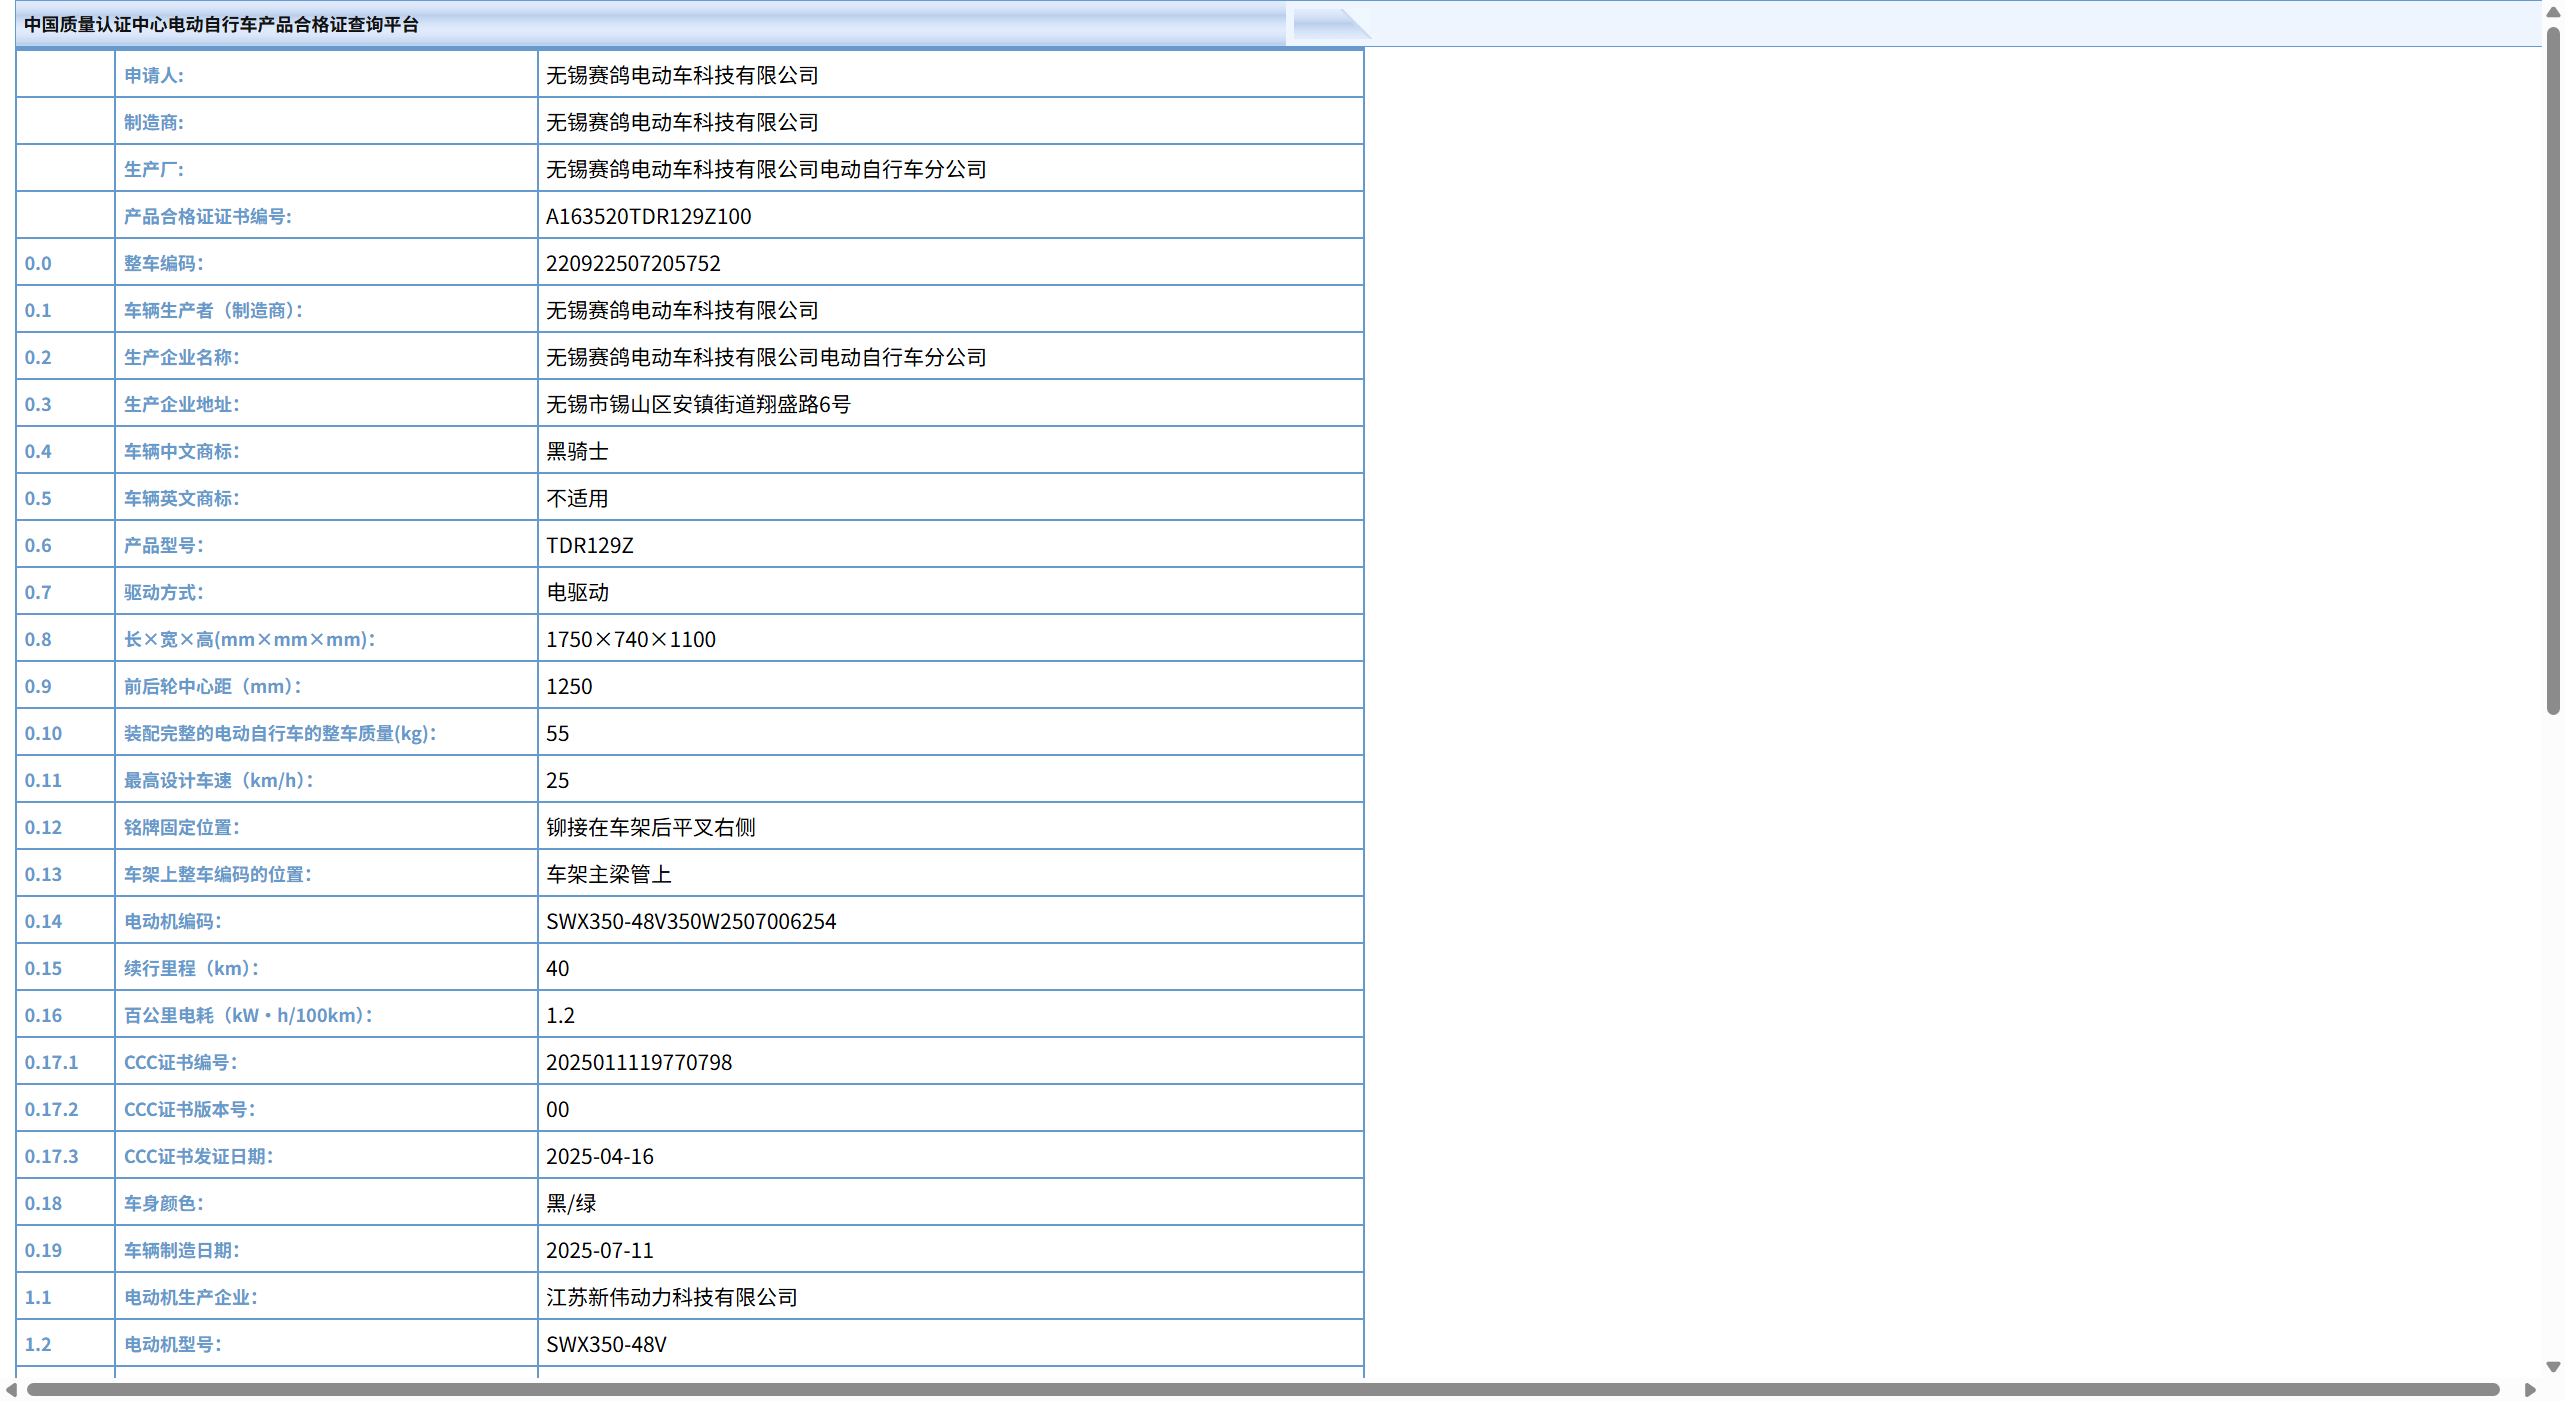 中国质量认证中心电动自行车产品合格证查询平台
申请人: 无锡赛鸽电动车科技有限公司
制造商: 无锡赛鸽电动车科技有限公司
生产厂: 无锡赛鸽电动车科技有限公司电动自行车分公司
产品合格证证书编号: A163520TDR129Z100
0.0 整车编码： 220922507205752
0.1 车辆生产者（制造商）： 无锡赛鸽电动车科技有限公司
0.2 生产企业名称： 无锡赛鸽电动车科技有限公司电动自行车分公司
0.3 生产企业地址： 无锡市锡山区安镇街道翔盛路6号
0.4 车辆中文商标： 黑骑士
0.5 车辆英文商标： 不适用
0.6 产品型号： TDR129Z
0.7 驱动方式： 电驱动
0.8 长×宽×高(mm×mm×mm)： 1750×740×1100
0.9 前后轮中心距（mm）： 1250
0.10 装配完整的电动自行车的整车质量(kg)： 55
0.11 最高设计车速（km/h）： 25
0.12 铭牌固定位置： 铆接在车架后平叉右侧
0.13 车架上整车编码的位置： 车架主梁管上
0.14 电动机编码： SWX350-48V350W2507006254
0.15 续行里程（km）： 40
0.16 百公里电耗（kW·h/100km）： 1.2
0.17.1 CCC证书编号： 2025011119770798
0.17.2 CCC证书版本号： 00
0.17.3 CCC证书发证日期： 2025-04-16
0.18 车身颜色： 黑/绿
0.19 车辆制造日期： 2025-07-11
1.1 电动机生产企业： 江苏新伟动力科技有限公司
1.2 电动机型号： SWX350-48V